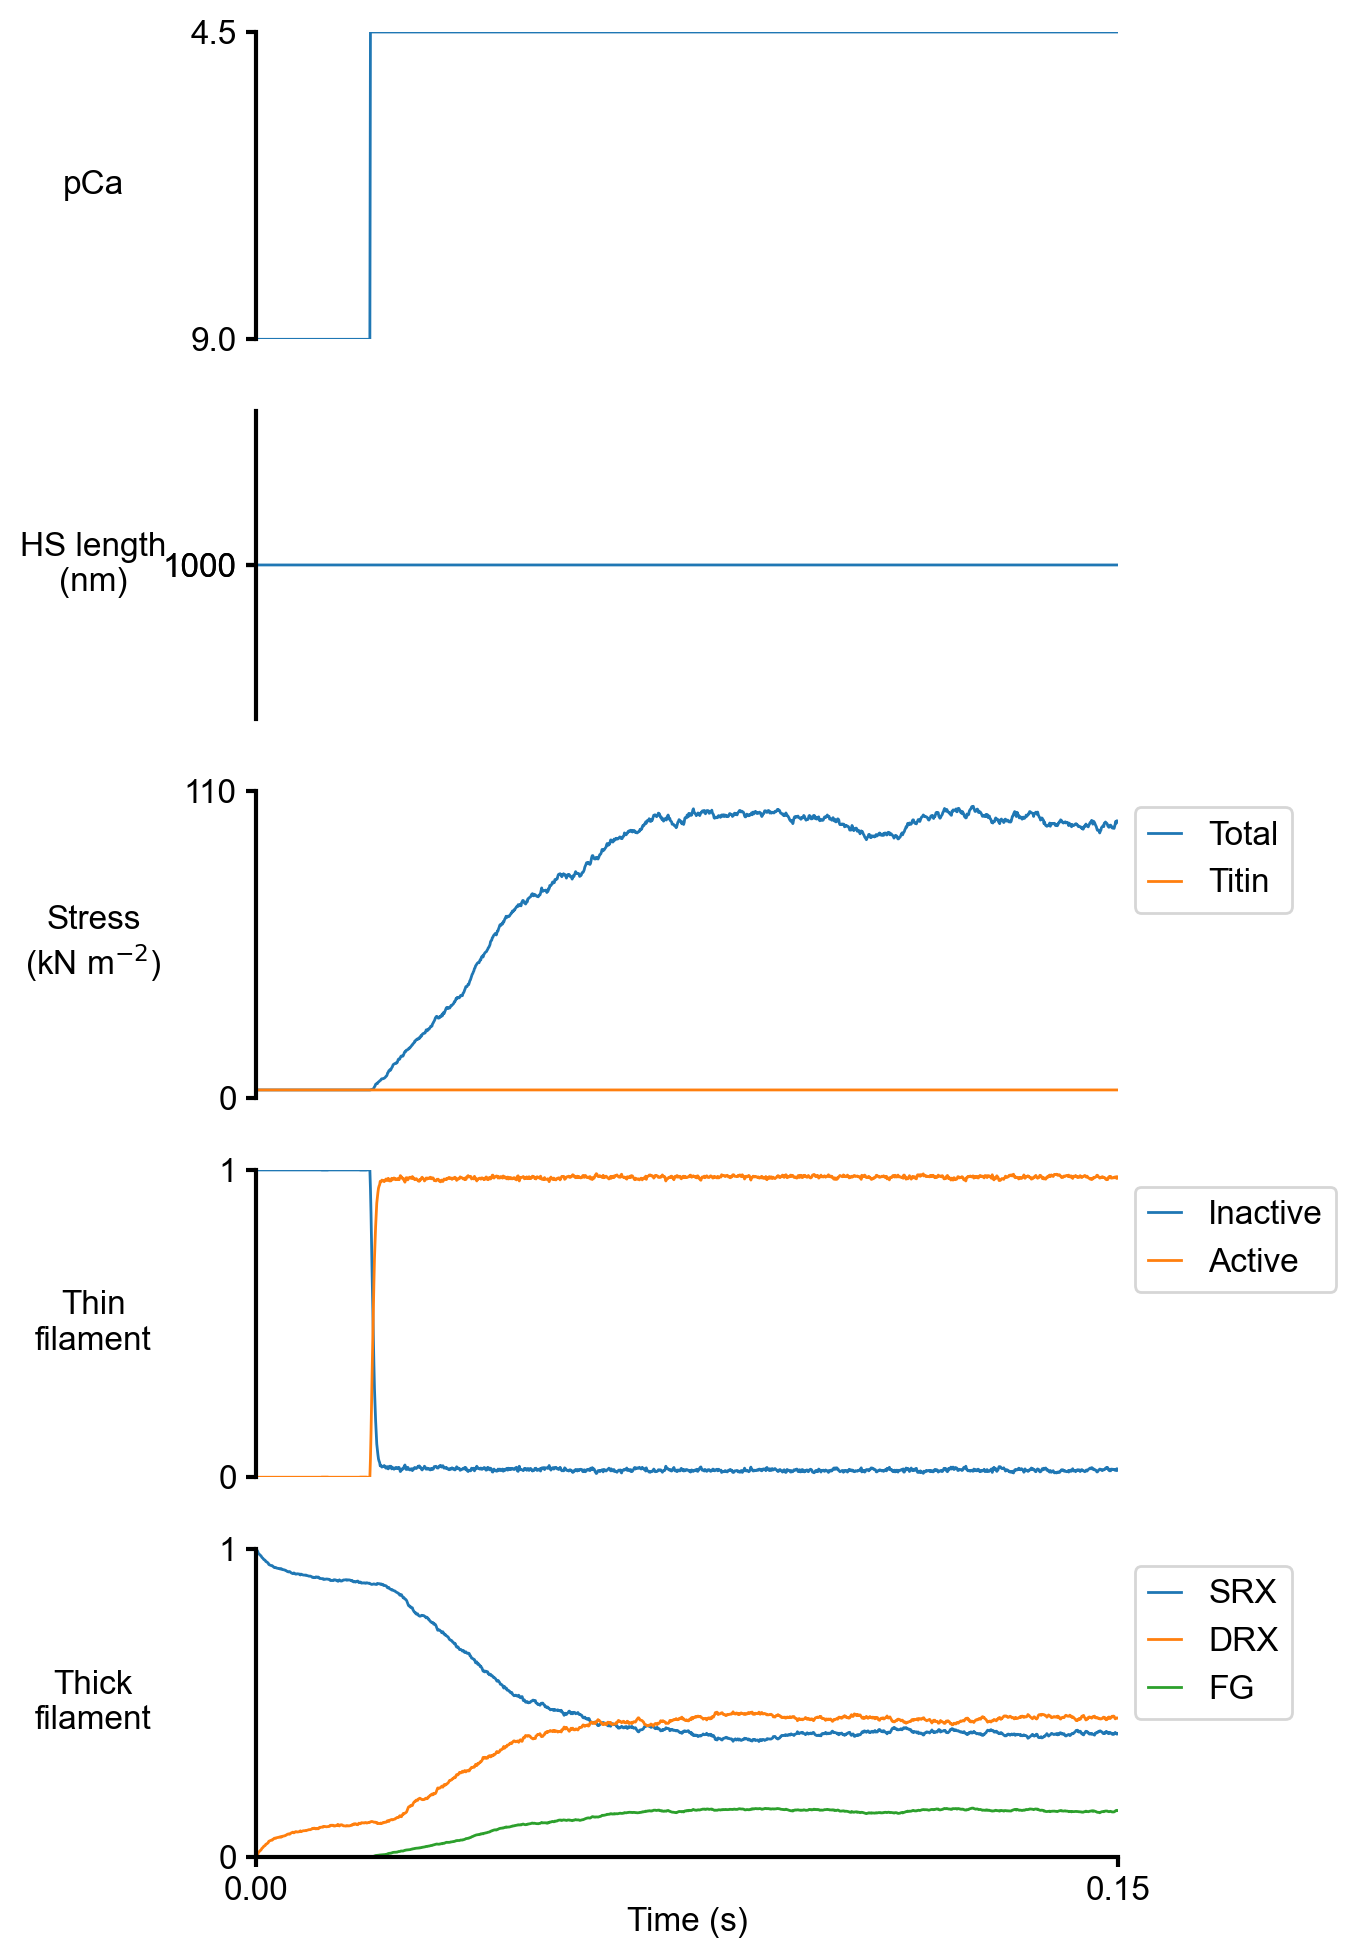 4.5
pCa
9.0
HS length
(nm)
1000
110
Stress
(kN m⁻²)
0
Total
Titin
1
Thin
filament
0
Inactive
Active
1
Thick
filament
0
SRX
DRX
FG
0.00
0.15
Time (s)